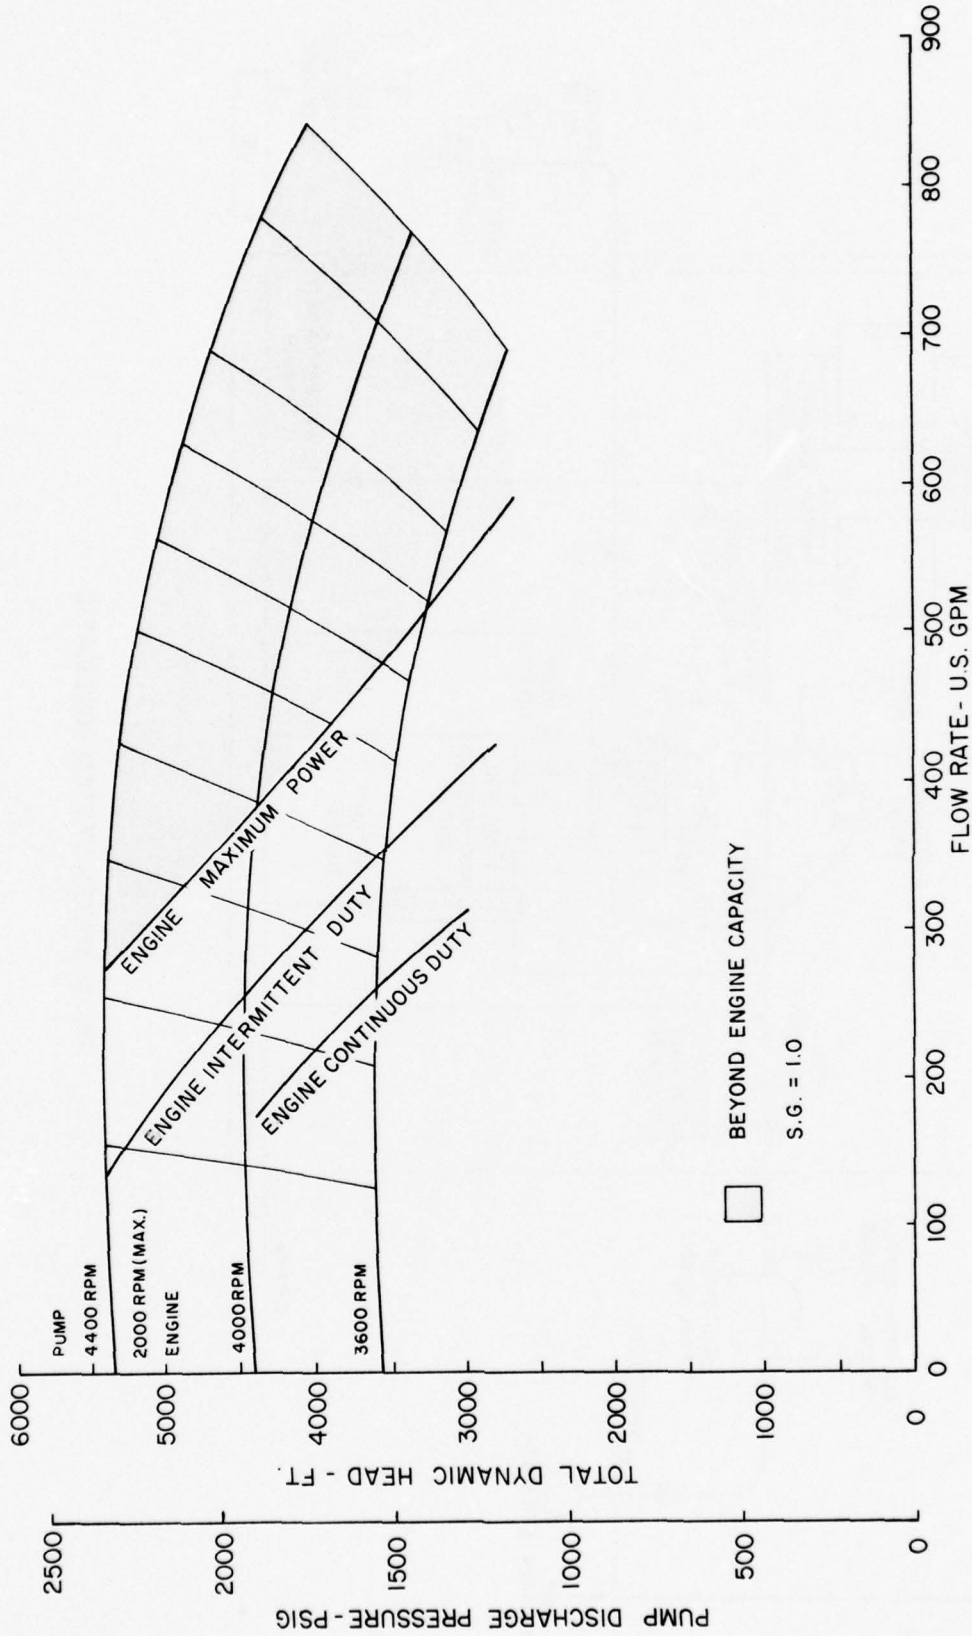 PUMP DISCHARGE PRESSURE-PSIG
2500
2000
1500
1000
500
0
TOTAL DYNAMIC HEAD - FT.
6000
5000
4000
3000
2000
1000
0
PUMP
4400 RPM
2000 RPM (MAX.)
ENGINE
4000 RPM
3600 RPM
ENGINE MAXIMUM POWER
ENGINE INTERMITTENT DUTY
ENGINE CONTINUOUS DUTY
BEYOND ENGINE CAPACITY
S.G. = 1.0
0
100
200
300
400
500
600
700
800
900
FLOW RATE - U.S. GPM